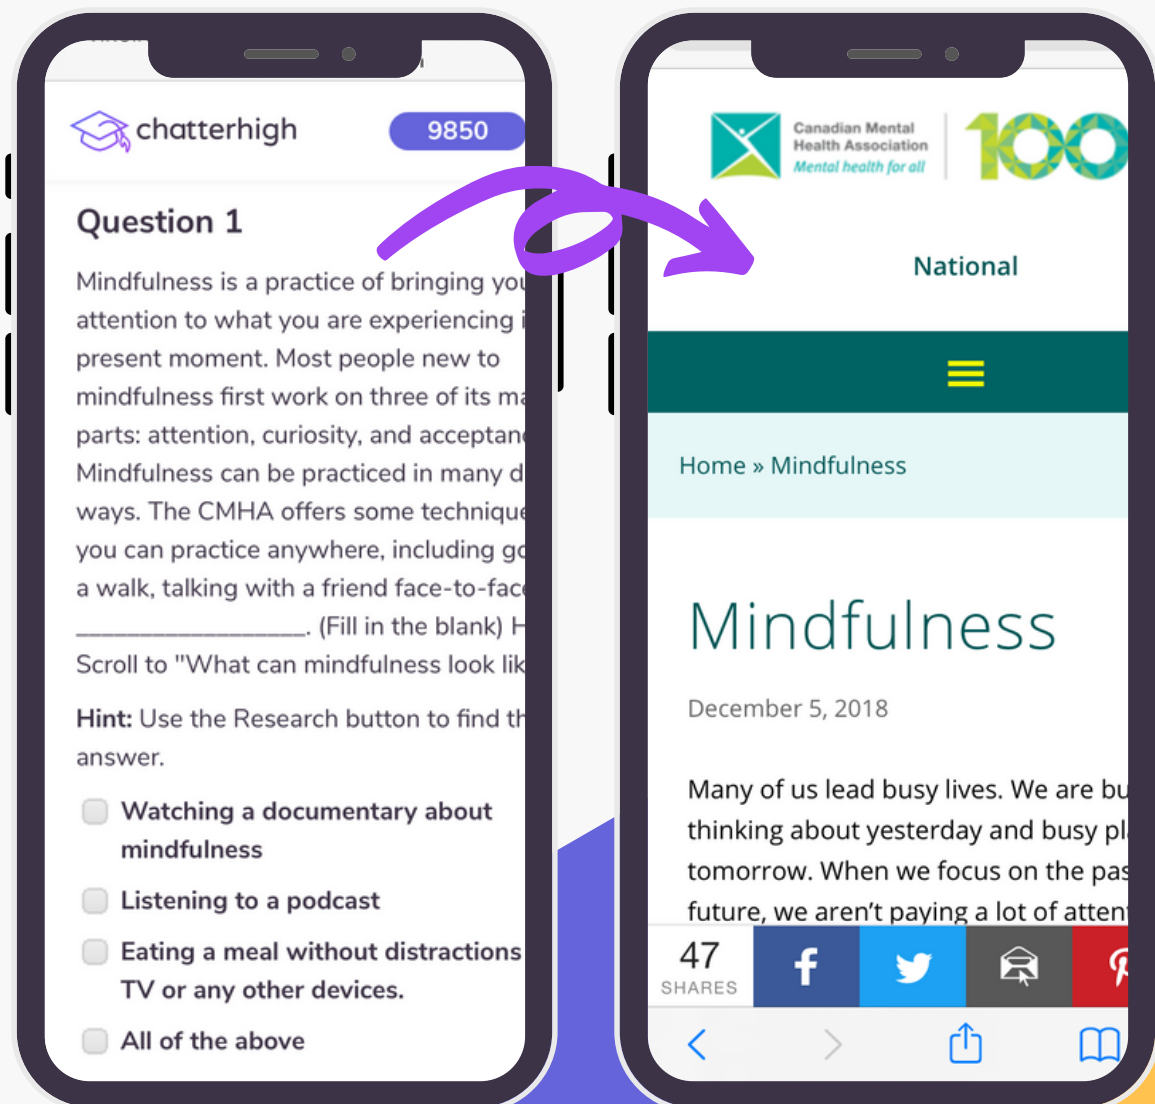 chatterhigh
9850
Question 1
Mindfulness is a practice of bringing you
attention to what you are experiencing i
present moment. Most people new to
mindfulness first work on three of its ma
parts: attention, curiosity, and acceptan
Mindfulness can be practiced in many d
ways. The CMHA offers some technique
you can practice anywhere, including go
a walk, talking with a friend face-to-face
__________________. (Fill in the blank) H
Scroll to "What can mindfulness look lik
Hint: Use the Research button to find th
answer.
Watching a documentary about
mindfulness
Listening to a podcast
Eating a meal without distractions
TV or any other devices.
All of the above
Canadian Mental
Health Association
Mental health for all
100
National
Home » Mindfulness
Mindfulness
December 5, 2018
Many of us lead busy lives. We are bu
thinking about yesterday and busy pl
tomorrow. When we focus on the pas
future, we aren't paying a lot of atten
47
SHARES